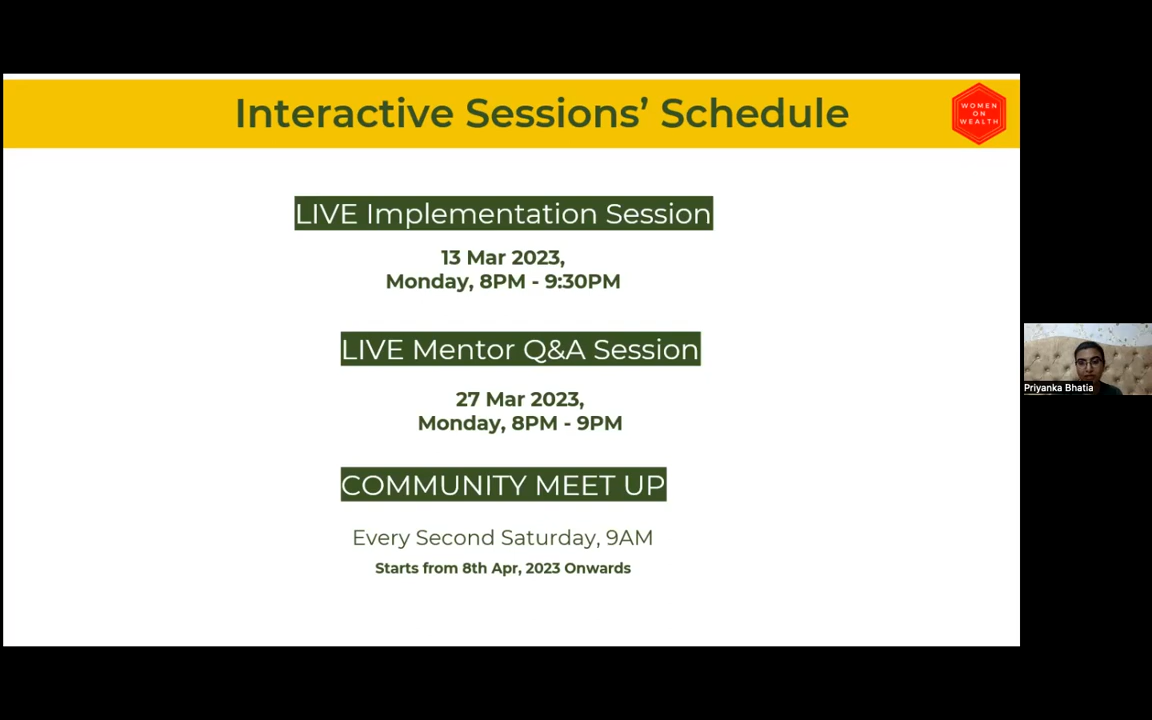 Interactive Sessions’ Schedule
WOMEN
ON
WEALTH
LIVE Implementation Session
13 Mar 2023,
Monday, 8PM - 9:30PM
LIVE Mentor Q&A Session
27 Mar 2023,
Monday, 8PM - 9PM
COMMUNITY MEET UP
Every Second Saturday, 9AM
Starts from 8th Apr, 2023 Onwards
Priyanka Bhatia